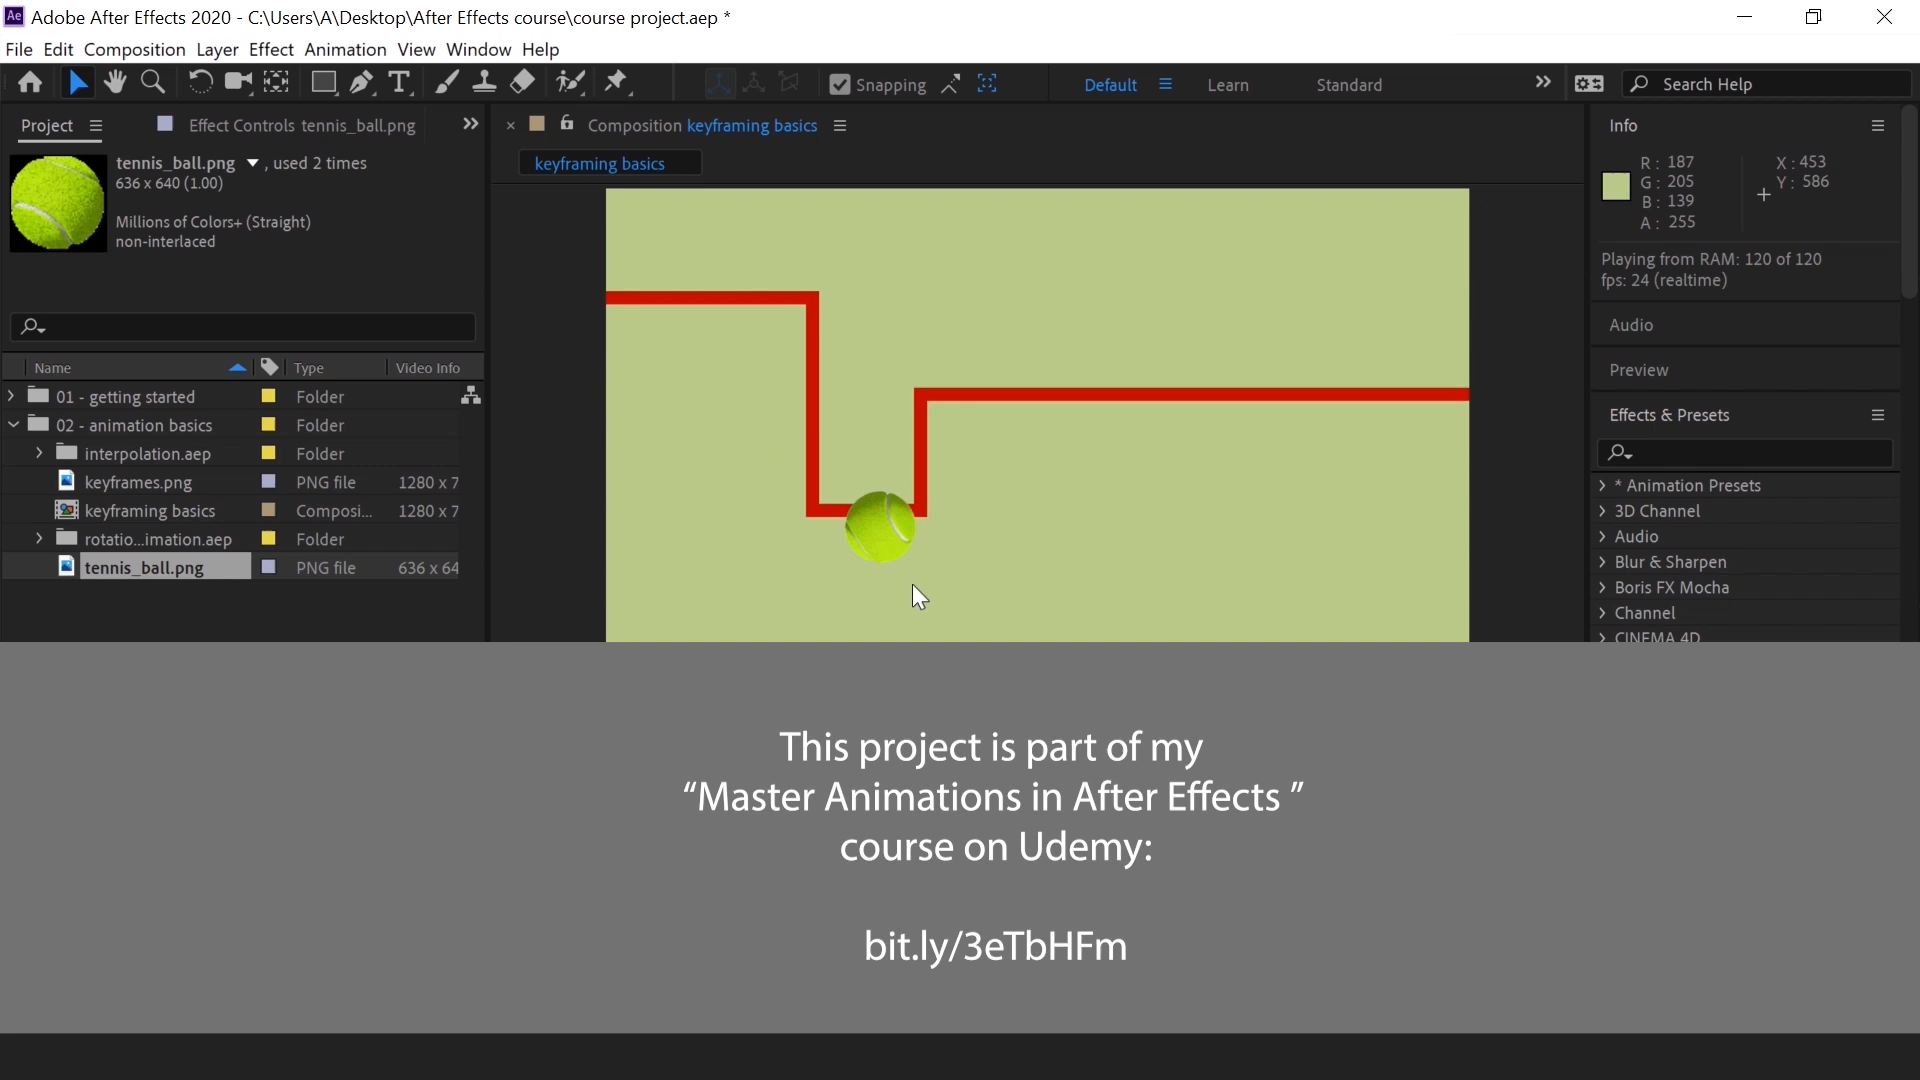 Ae Adobe After Effects 2020 - C:\Users\A\Desktop\After Effects course\course project.aep *
File Edit Composition Layer Effect Animation View Window Help
T Snapping Default Learn Standard Search Help
Project Effect Controls tennis_ball.png
tennis_ball.png , used 2 times
636 x 640 (1.00)
Millions of Colors+ (Straight)
non-interlaced
Name Type Video Info
01 - getting started Folder
02 - animation basics Folder
interpolation.aep Folder
keyframes.png PNG file 1280 x 7
keyframing basics Composi... 1280 x 7
rotatio...imation.aep Folder
tennis_ball.png PNG file 636 x 64
Composition keyframing basics
keyframing basics
Info
R: 187
G: 205
B: 139
A: 255
X: 453
Y: 586
Playing from RAM: 120 of 120
fps: 24 (realtime)
Audio
Preview
Effects & Presets
* Animation Presets
3D Channel
Audio
Blur & Sharpen
Boris FX Mocha
Channel
CINEMA 4D
This project is part of my
“Master Animations in After Effects ”
course on Udemy:
bit.ly/3eTbHFm